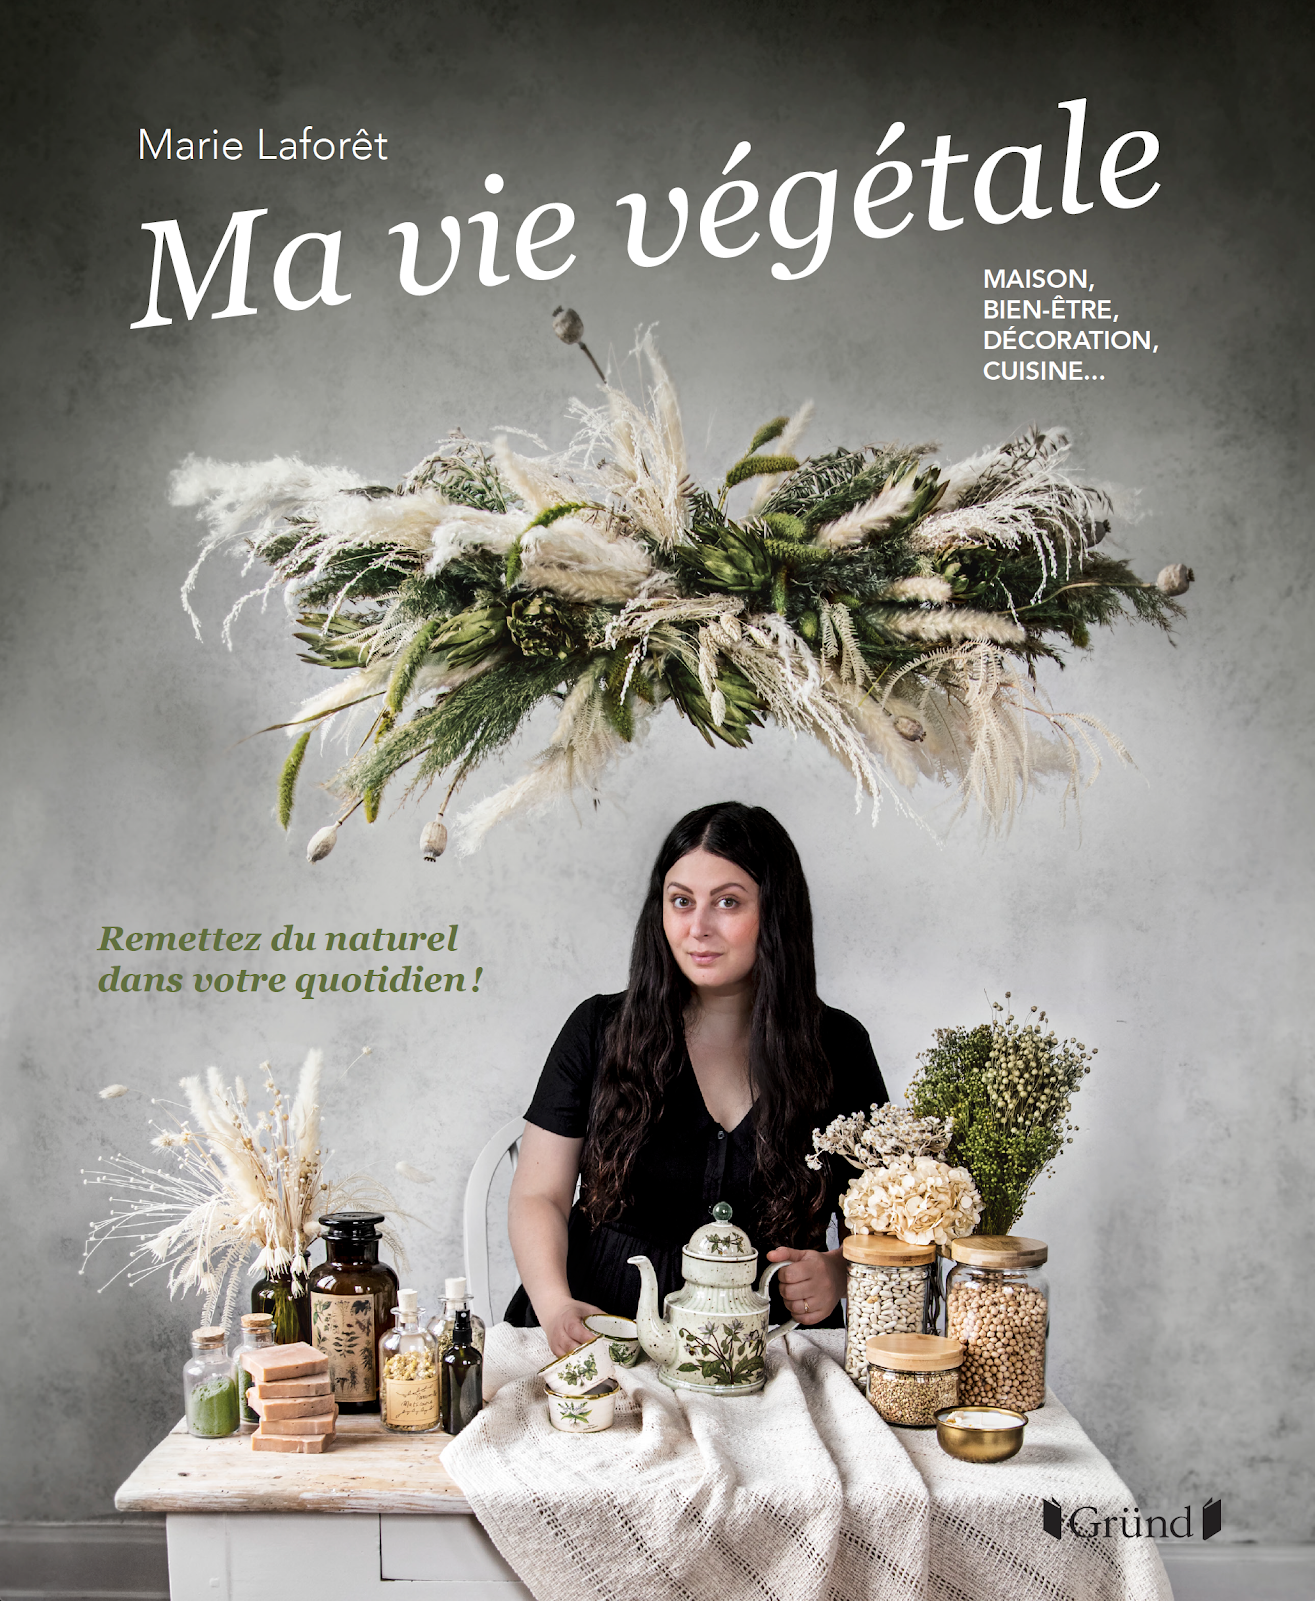 Marie Laforêt
Ma vie végétale
MAISON,
BIEN-ÊTRE,
DÉCORATION,
CUISINE...
Remettez du naturel
dans votre quotidien !
Gründ